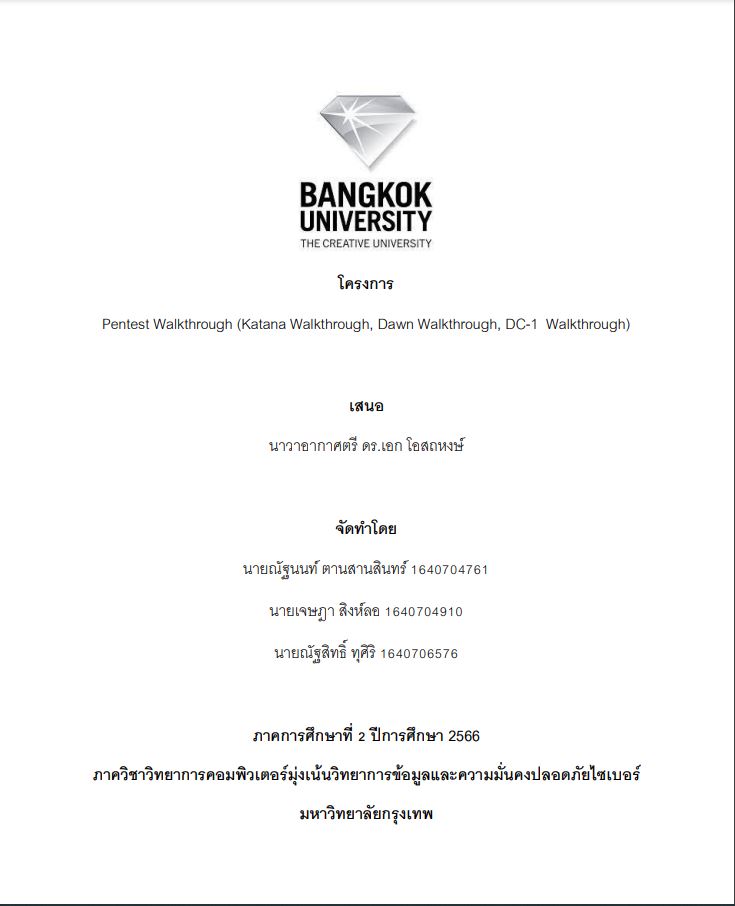 BANGKOK
UNIVERSITY
THE CREATIVE UNIVERSITY
โครงการ
Pentest Walkthrough (Katana Walkthrough, Dawn Walkthrough, DC-1 Walkthrough)
เสนอ
นาวาอากาศตรี ดร.เอก โอสถหงษ์
จัดทำโดย
นายณัฐนนท์ ตานสานสินทร์ 1640704761
นายเจษฎา สิงห์ลอ 1640704910
นายณัฐสิทธิ์ ทุศิริ 1640706576
ภาคการศึกษาที่ 2 ปีการศึกษา 2566
ภาควิชาวิทยาการคอมพิวเตอร์มุ่งเน้นวิทยาการข้อมูลและความมั่นคงปลอดภัยไซเบอร์
มหาวิทยาลัยกรุงเทพ